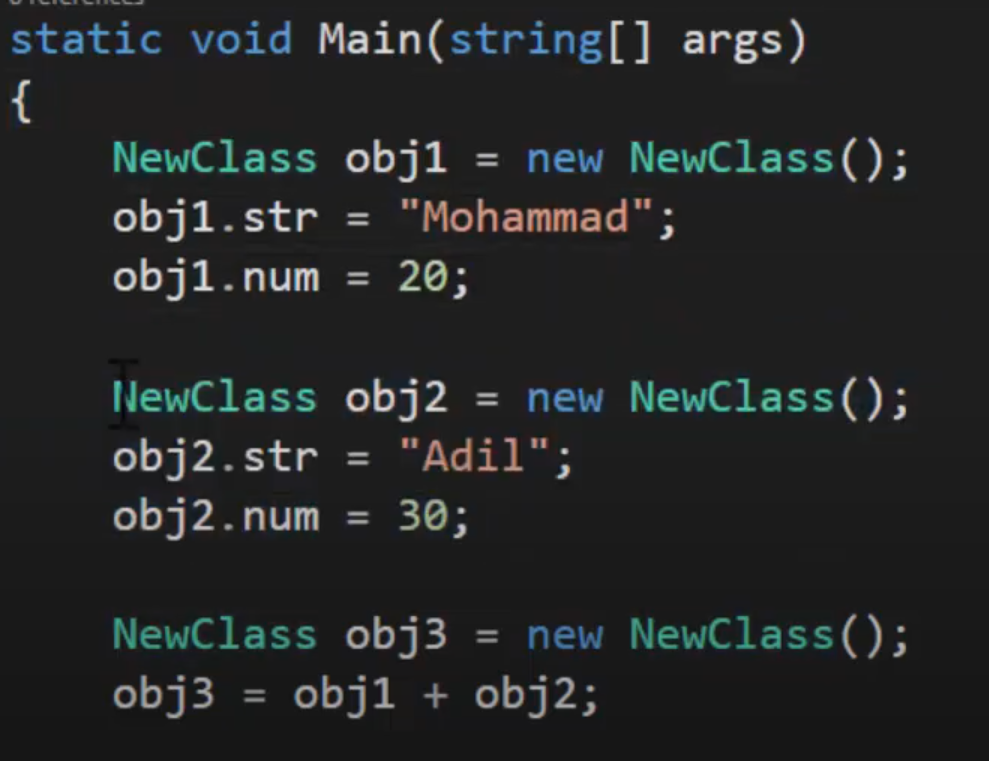 static void Main(string[] args)
{
NewClass obj1 = new NewClass();
obj1.str = "Mohammad";
obj1.num = 20;
NewClass obj2 = new NewClass();
obj2.str = "Adil";
obj2.num = 30;
NewClass obj3 = new NewClass();
obj3 = obj1 + obj2;